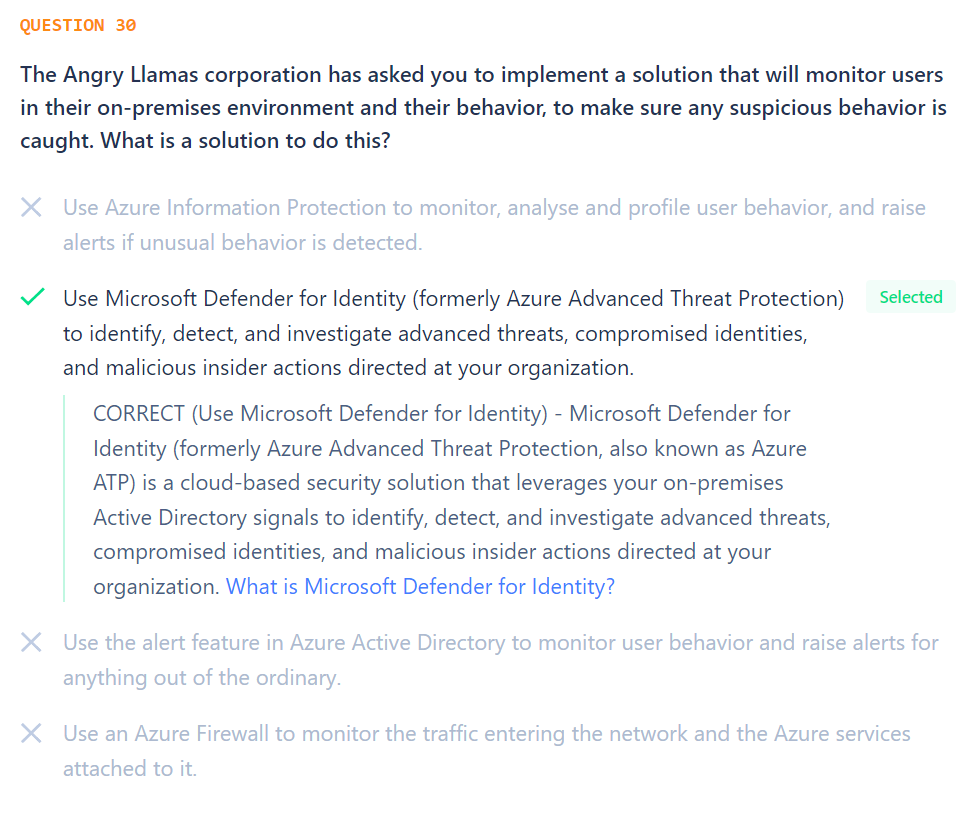 QUESTION 30
The Angry Llamas corporation has asked you to implement a solution that will monitor users
in their on-premises environment and their behavior, to make sure any suspicious behavior is
caught. What is a solution to do this?
Use Azure Information Protection to monitor, analyse and profile user behavior, and raise
alerts if unusual behavior is detected.
Use Microsoft Defender for Identity (formerly Azure Advanced Threat Protection)
Selected
to identify, detect, and investigate advanced threats, compromised identities,
and malicious insider actions directed at your organization.
CORRECT (Use Microsoft Defender for Identity) - Microsoft Defender for
Identity (formerly Azure Advanced Threat Protection, also known as Azure
ATP) is a cloud-based security solution that leverages your on-premises
Active Directory signals to identify, detect, and investigate advanced threats,
compromised identities, and malicious insider actions directed at your
organization. What is Microsoft Defender for Identity?
Use the alert feature in Azure Active Directory to monitor user behavior and raise alerts for
anything out of the ordinary.
Use an Azure Firewall to monitor the traffic entering the network and the Azure services
attached to it.